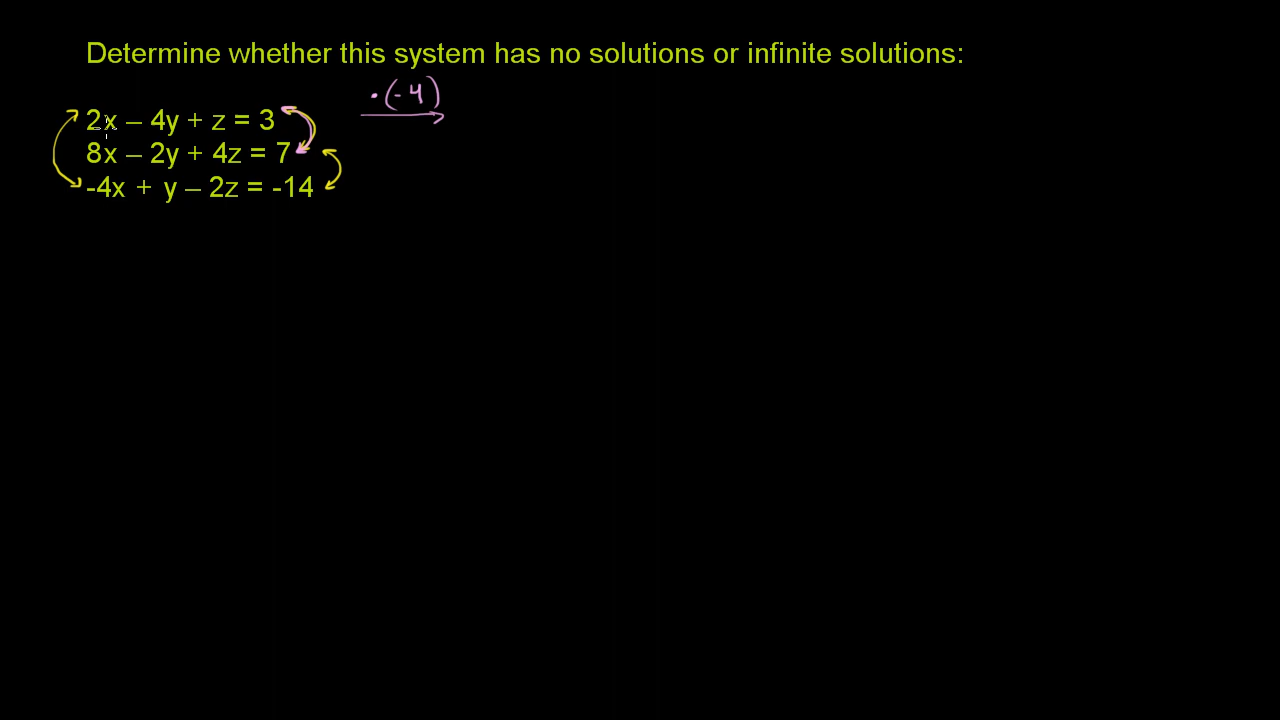 Determine whether this system has no solutions or infinite solutions:
· (-4)
2x – 4y + z = 3
8x – 2y + 4z = 7
-4x + y – 2z = -14